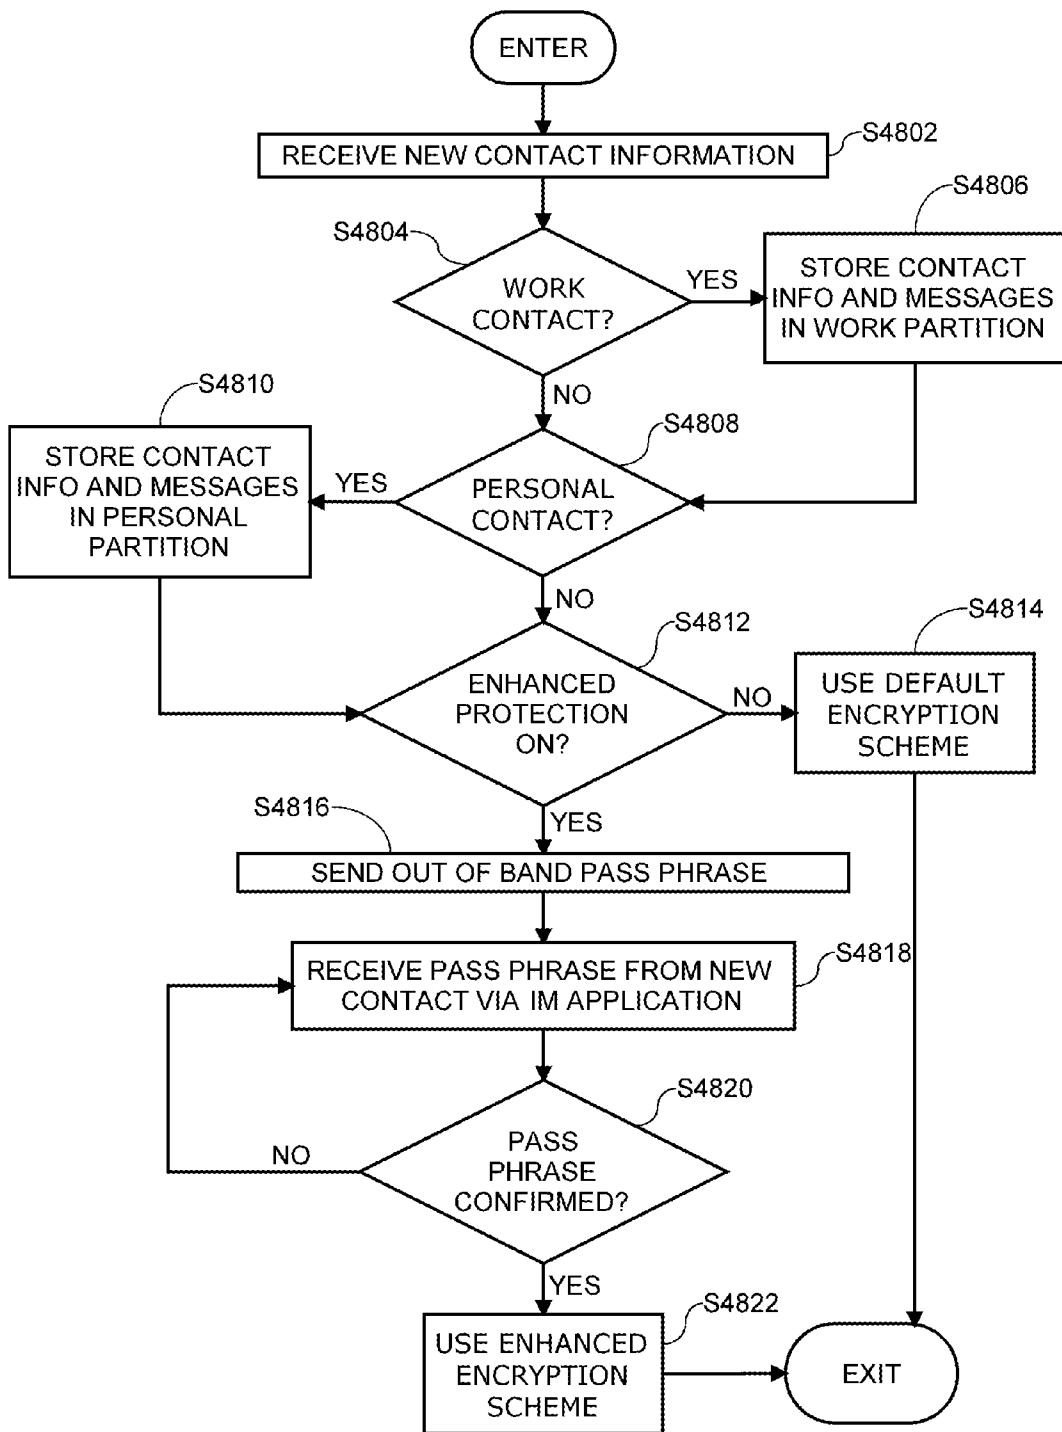 ENTER
S4802
RECEIVE NEW CONTACT INFORMATION
S4806
S4804
WORK
CONTACT?
YES
STORE CONTACT
INFO AND MESSAGES
IN WORK PARTITION
NO
S4810
STORE CONTACT
INFO AND MESSAGES
IN PERSONAL
PARTITION
S4808
YES
PERSONAL
CONTACT?
NO
S4812
S4814
ENHANCED
PROTECTION
ON?
NO
USE DEFAULT
ENCRYPTION
SCHEME
YES
S4816
SEND OUT OF BAND PASS PHRASE
S4818
RECEIVE PASS PHRASE FROM NEW
CONTACT VIA IM APPLICATION
S4820
PASS
PHRASE
CONFIRMED?
NO
YES
S4822
USE ENHANCED
ENCRYPTION
SCHEME
EXIT